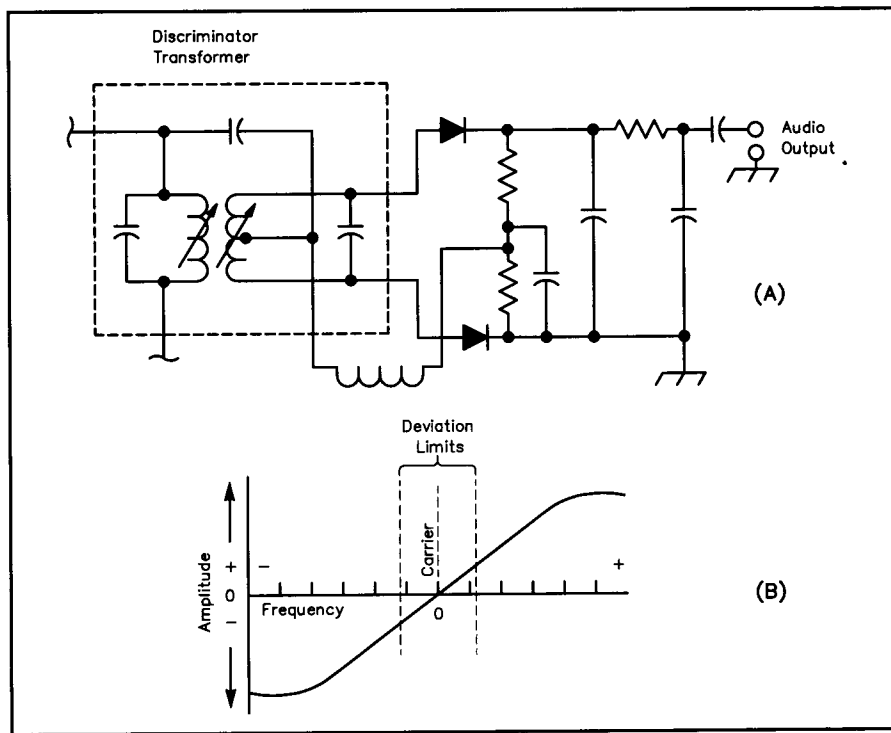 Discriminator
Transformer
Audio
Output
(A)
Deviation
Limits
Carrier
Amplitude
+
0
-
-
+
Frequency
0
(B)